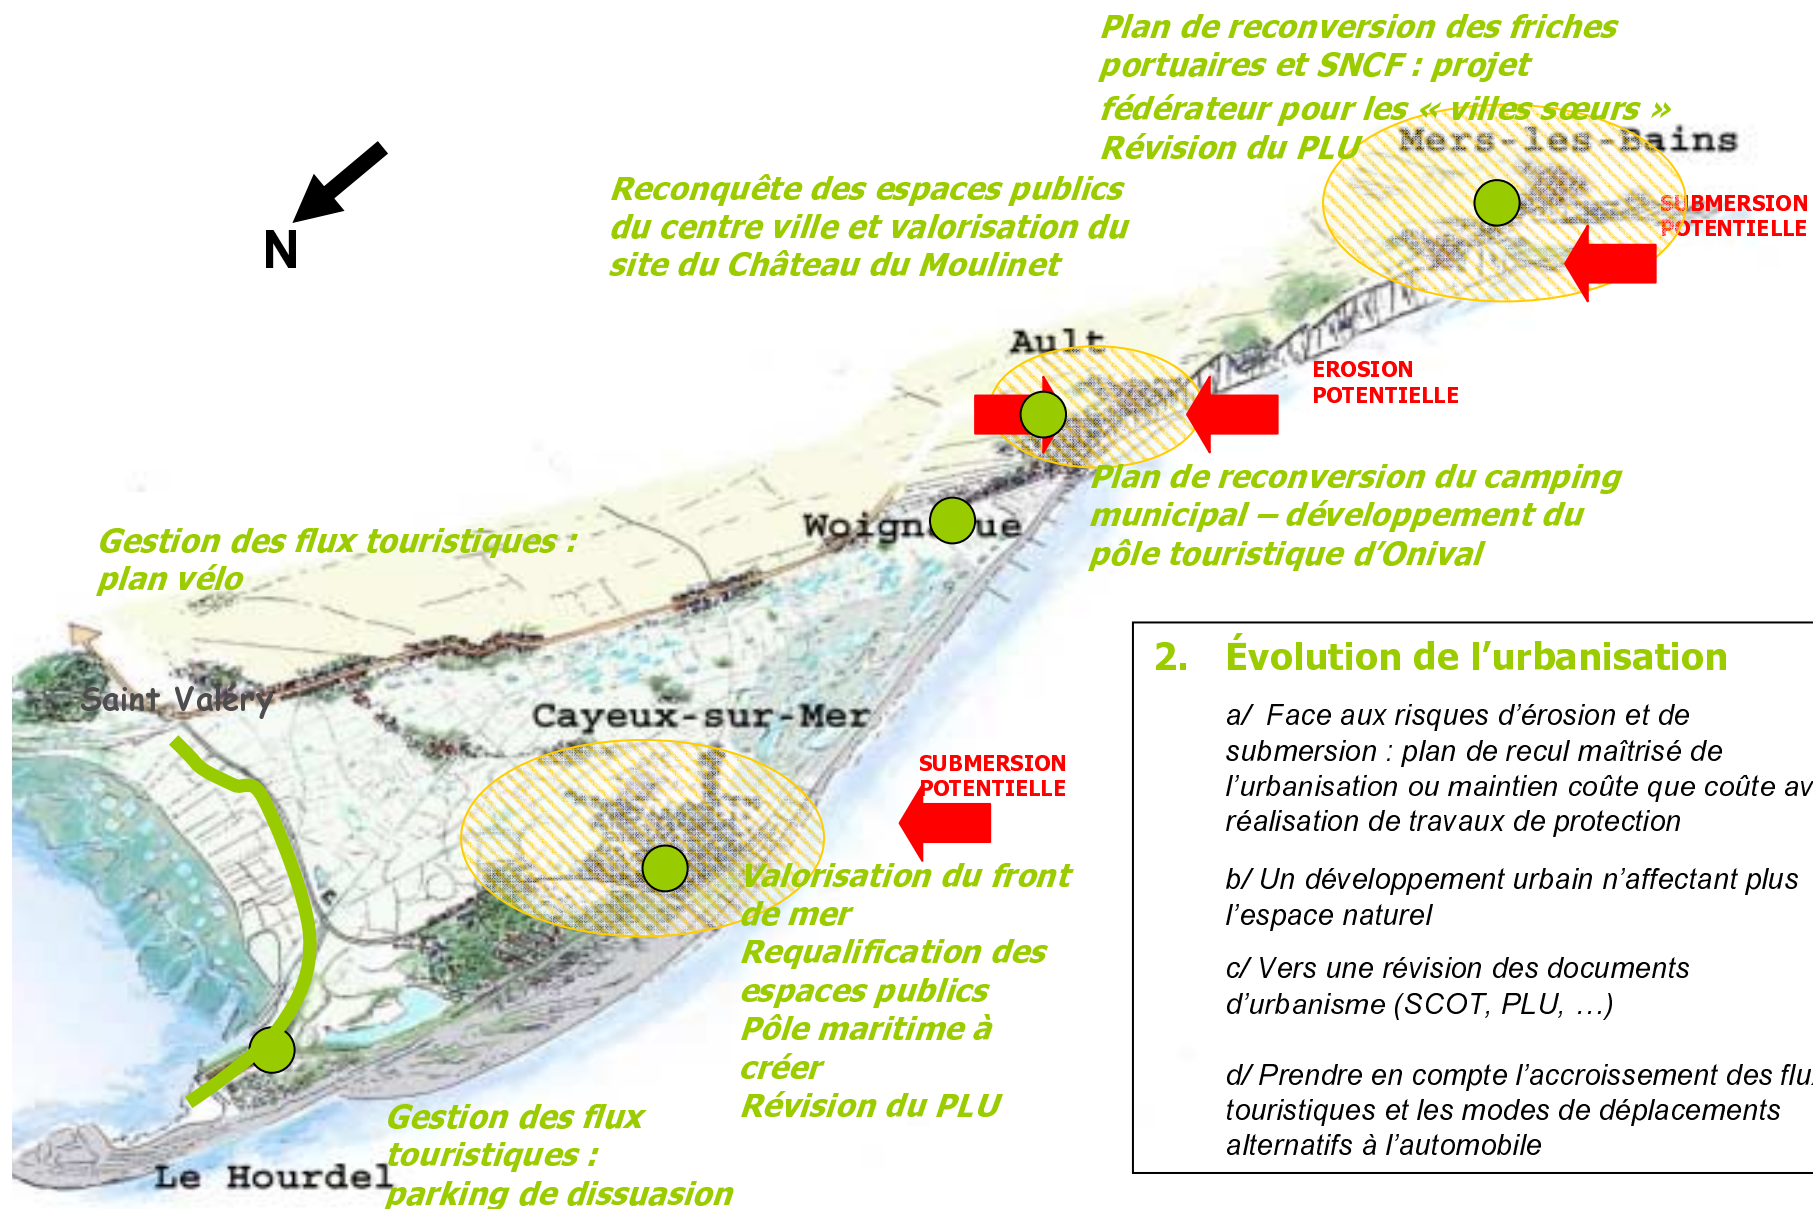 Plan de reconversion des friches
portuaires et SNCF : projet
fédérateur pour les « villes sœurs »
Révision du PLU
Mers-les-Bains
SUBMERSION
POTENTIELLE
N
Reconquête des espaces publics
du centre ville et valorisation du
site du Château du Moulinet
Ault
EROSION
POTENTIELLE
Plan de reconversion du camping
municipal – développement du
pôle touristique d’Onival
Gestion des flux touristiques :
plan vélo
Saint Valéry
Cayeux-sur-Mer
SUBMERSION
POTENTIELLE
Valorisation du front
de mer
Requalification des
espaces publics
Pôle maritime à
créer
Révision du PLU
Gestion des flux
touristiques :
parking de dissuasion
Le Hourdel
2. Évolution de l’urbanisation
a/ Face aux risques d’érosion et de
submersion : plan de recul maîtrisé de
l’urbanisation ou maintien coûte que coûte av
réalisation de travaux de protection
b/ Un développement urbain n’affectant plus
l’espace naturel
c/ Vers une révision des documents
d’urbanisme (SCOT, PLU, …)
d/ Prendre en compte l’accroissement des flux
touristiques et les modes de déplacements
alternatifs à l’automobile